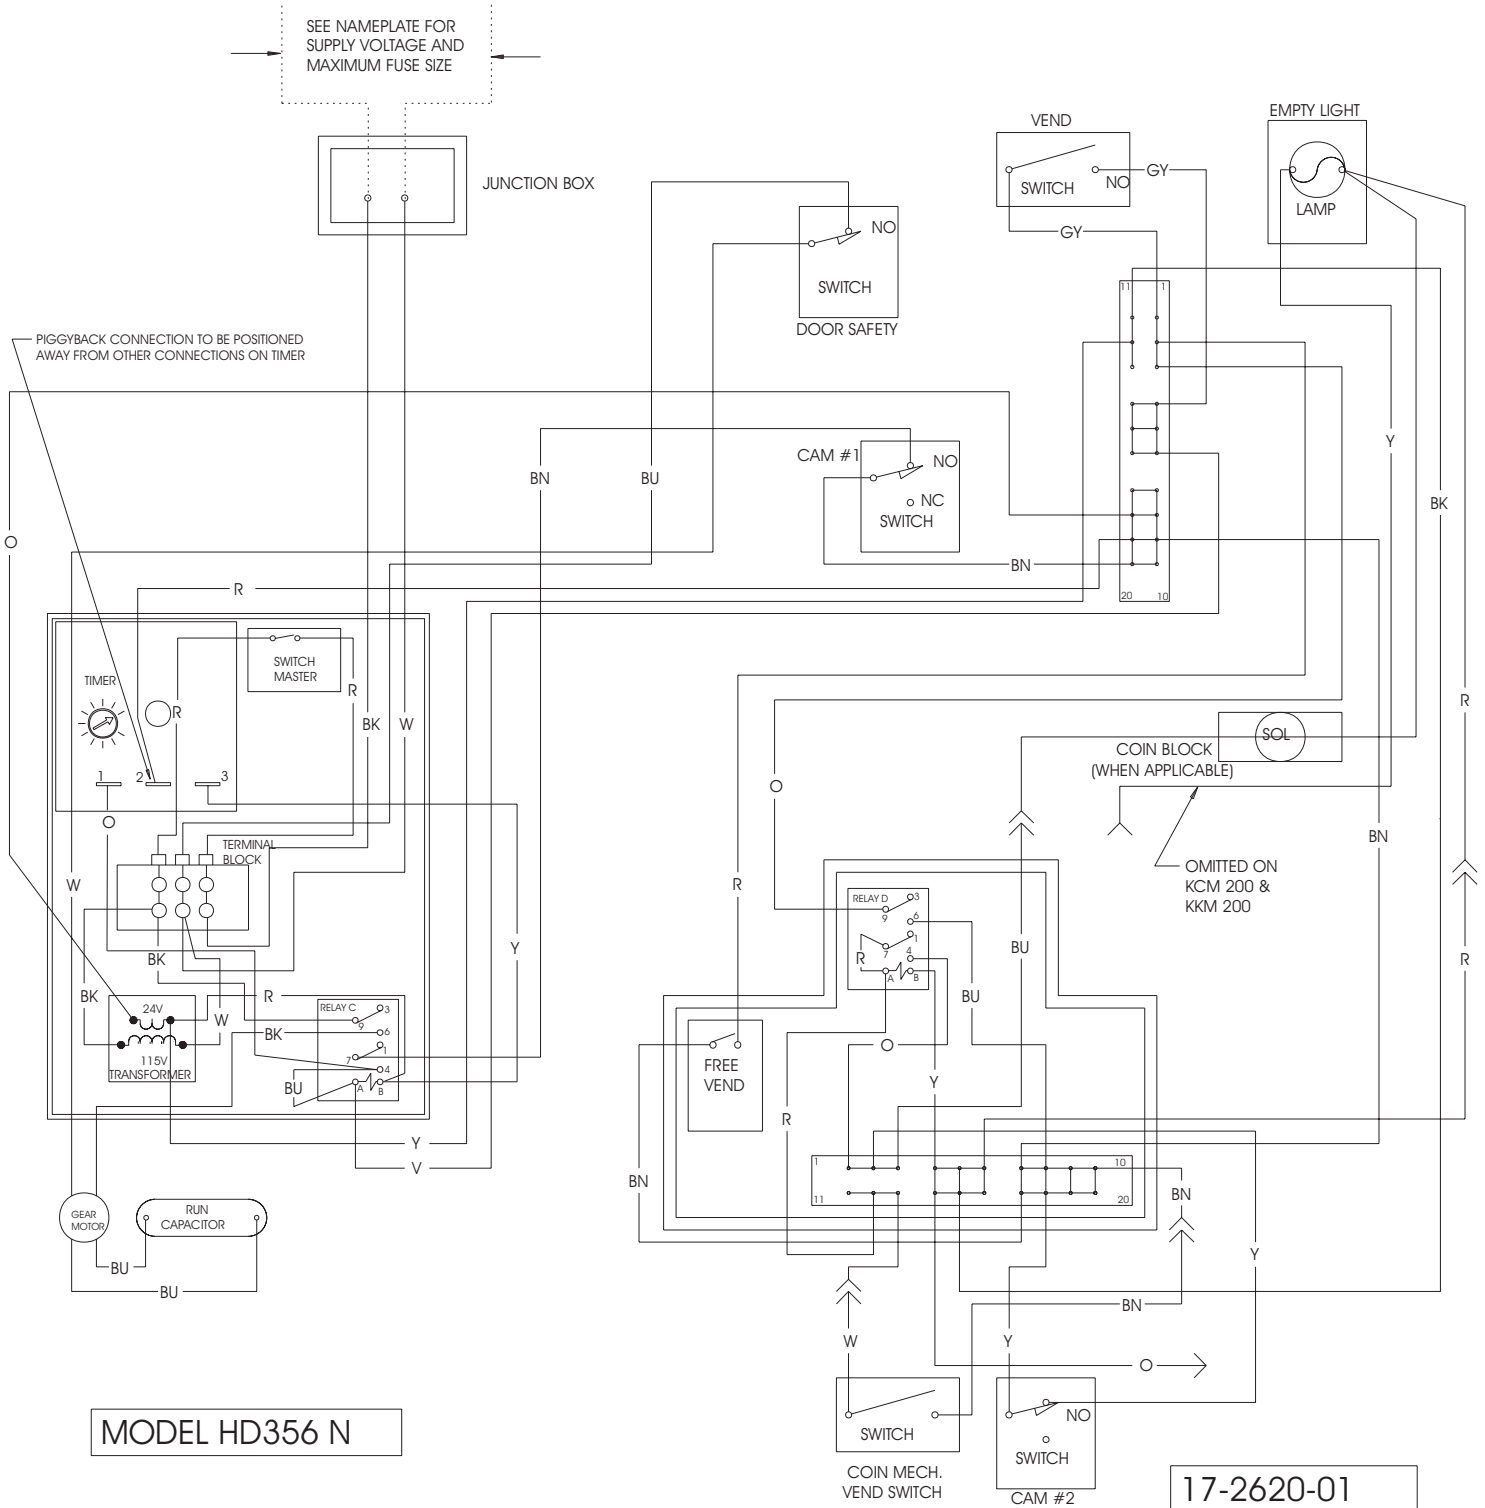 SEE NAMEPLATE FOR
SUPPLY VOLTAGE AND
MAXIMUM FUSE SIZE
JUNCTION BOX
VEND
SWITCH
NO
GY
GY
EMPTY LIGHT
LAMP
NO
SWITCH
DOOR SAFETY
11 1
20 10
PIGGYBACK CONNECTION TO BE POSITIONED
AWAY FROM OTHER CONNECTIONS ON TIMER
CAM #1
NO
NC
SWITCH
BN
BU
BN
Y
BK
O
R
SWITCH
MASTER
TIMER
R
R
BK
W
1 2 3
O
TERMINAL
BLOCK
W
BK
BK
24V
115V
TRANSFORMER
R
W
BK
Y
RELAY C
3
9
6
1
7
4
A
B
BU
Y
V
GEAR
MOTOR
RUN
CAPACITOR
BU
BU
R
SOL
COIN BLOCK
(WHEN APPLICABLE)
O
BN
OMITTED ON
KCM 200 &
KKM 200
R
RELAY D
3
9
6
1
7
4
R
A
B
BU
BU
R
FREE
VEND
O
Y
R
BN
1 10
11 20
BN
Y
BN
W
Y
O
SWITCH
COIN MECH.
VEND SWITCH
NO
SWITCH
CAM #2
MODEL HD356 N
17-2620-01